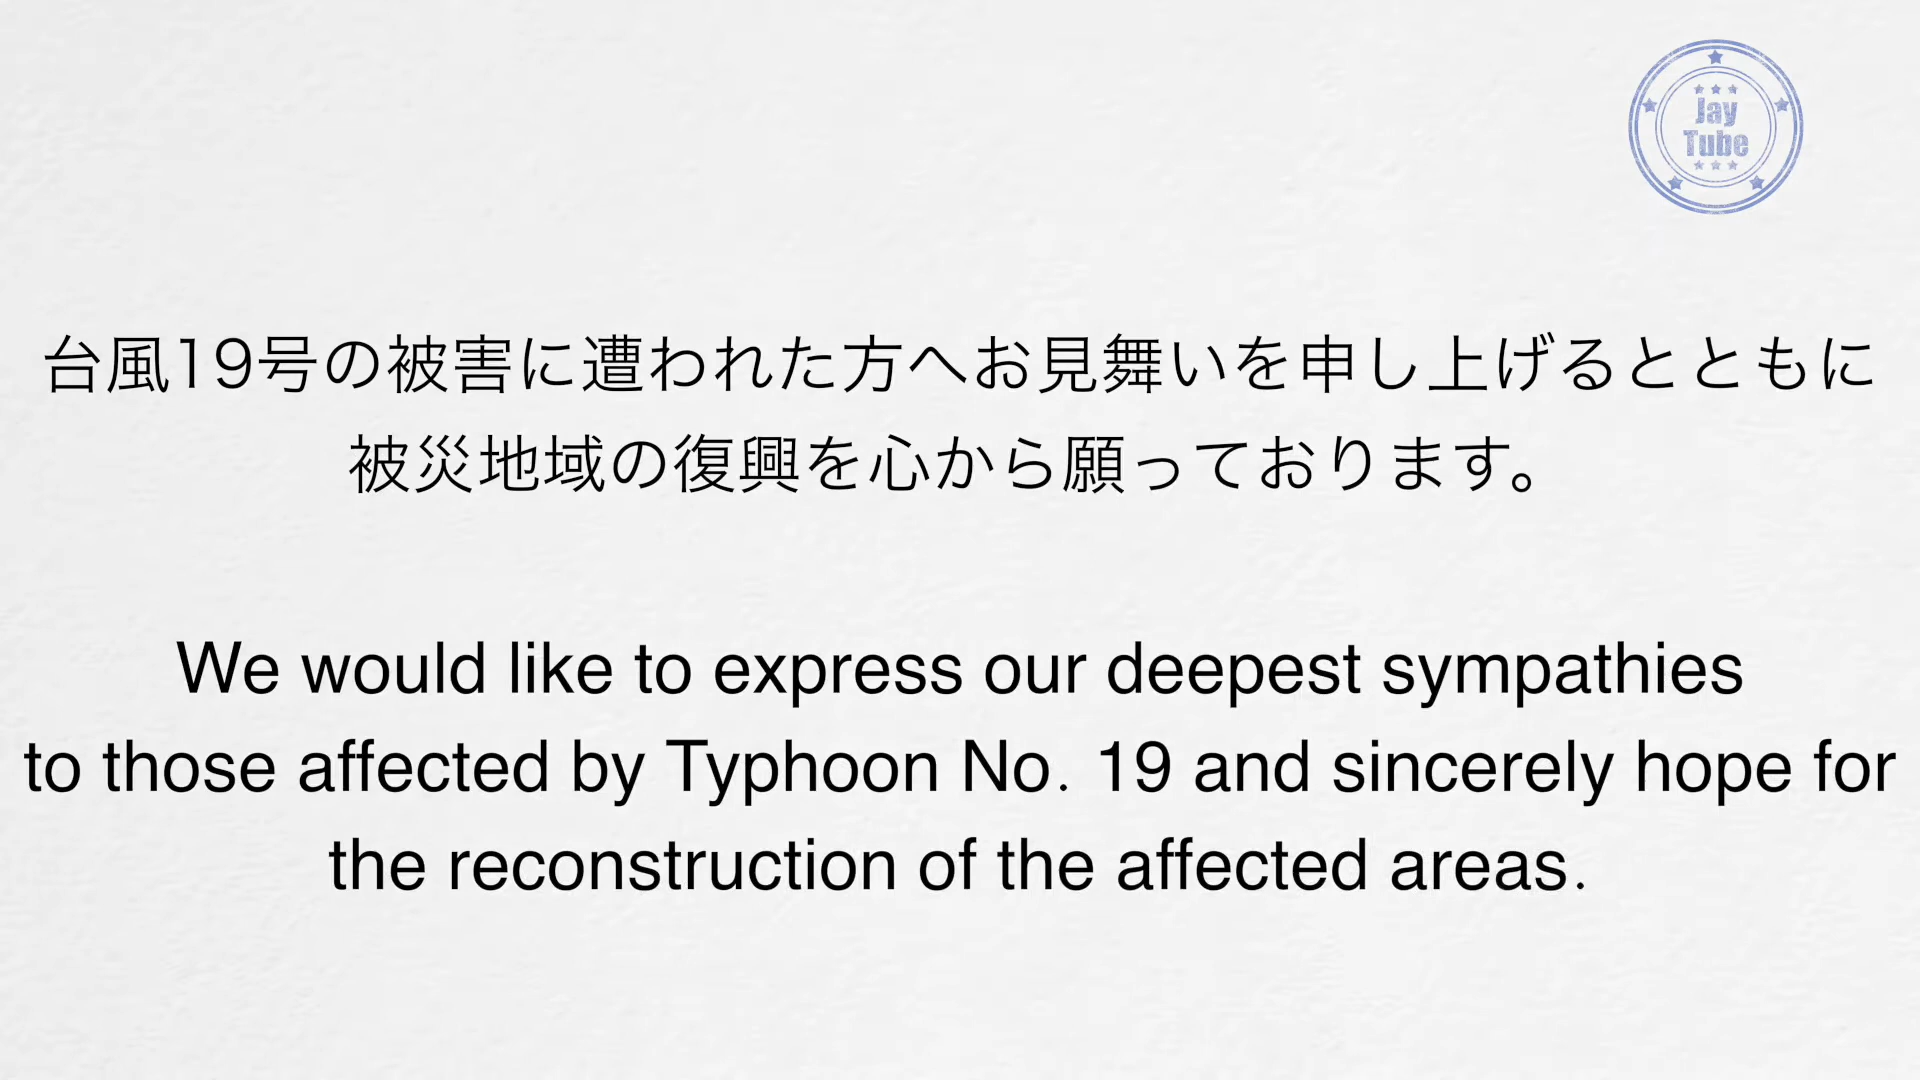 Jay
Tube
台風19号の被害に遭われた方へお見舞いを申し上げるとともに
被災地域の復興を心から願っております。
We would like to express our deepest sympathies
to those affected by Typhoon No. 19 and sincerely hope for
the reconstruction of the affected areas.